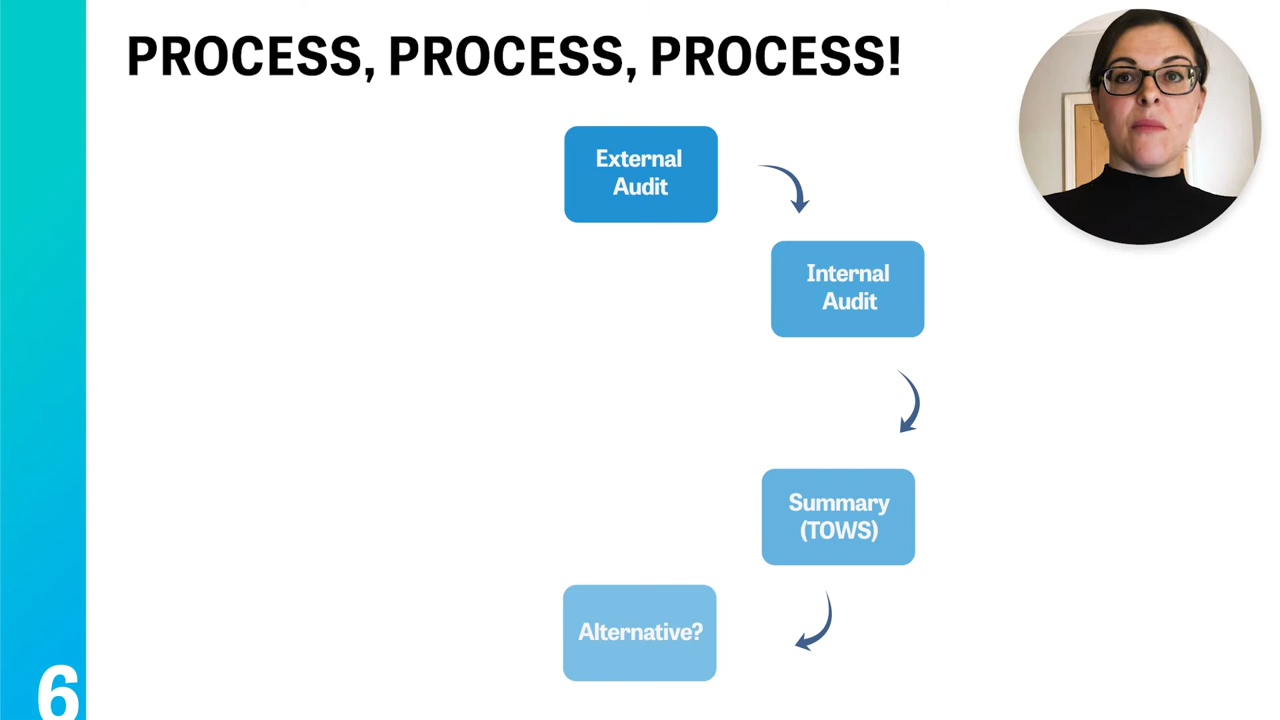 PROCESS, PROCESS, PROCESS!
External
Audit
Internal
Audit
Summary
(TOWS)
Alternative?
6